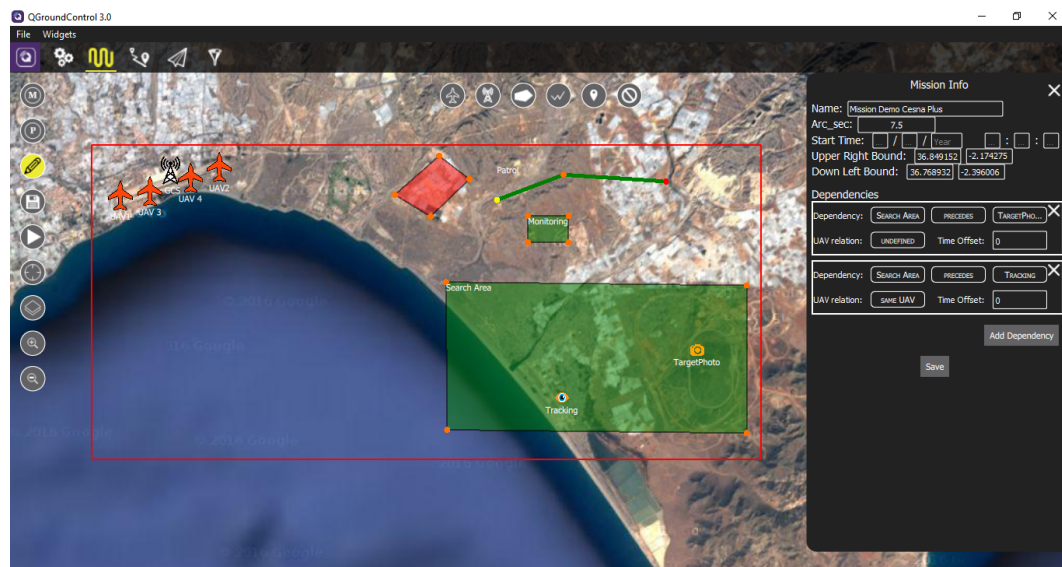 QGroundControl 3.0
File Widgets
M
P
GCS
UAV1
UAV 3
UAV 4
UAV2
Patrol
Monitoring
Search Area
TargetPhoto
Tracking
© 2016 Google
© 2016 Google
2016 Google
© 2016 Google
Mission Info
Name: Mission Demo Cesna Plus
Arc_sec: 7.5
Start Time: .. / .. / Year .. : .. : ..
Upper Right Bound: 36.849152 -2.174275
Down Left Bound: 36.768932 -2.396006
Dependencies
Dependency: SEARCH AREA PRECEDES TARGETPHO...
UAV relation: UNDEFINED Time Offset: 0
Dependency: SEARCH AREA PRECEDES TRACKING
UAV relation: SAME UAV Time Offset: 0
Add Dependency
Save